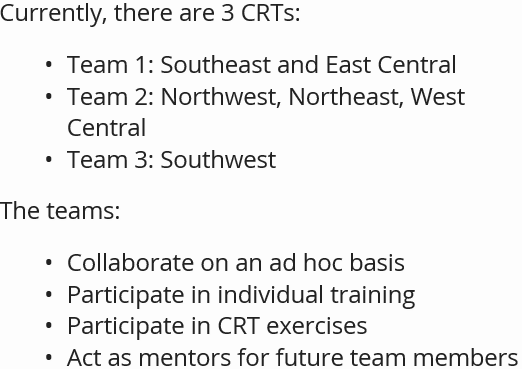 Currently, there are 3 CRTs:
• Team 1: Southeast and East Central
• Team 2: Northwest, Northeast, West
Central
• Team 3: Southwest
The teams:
• Collaborate on an ad hoc basis
• Participate in individual training
• Participate in CRT exercises
• Act as mentors for future team members